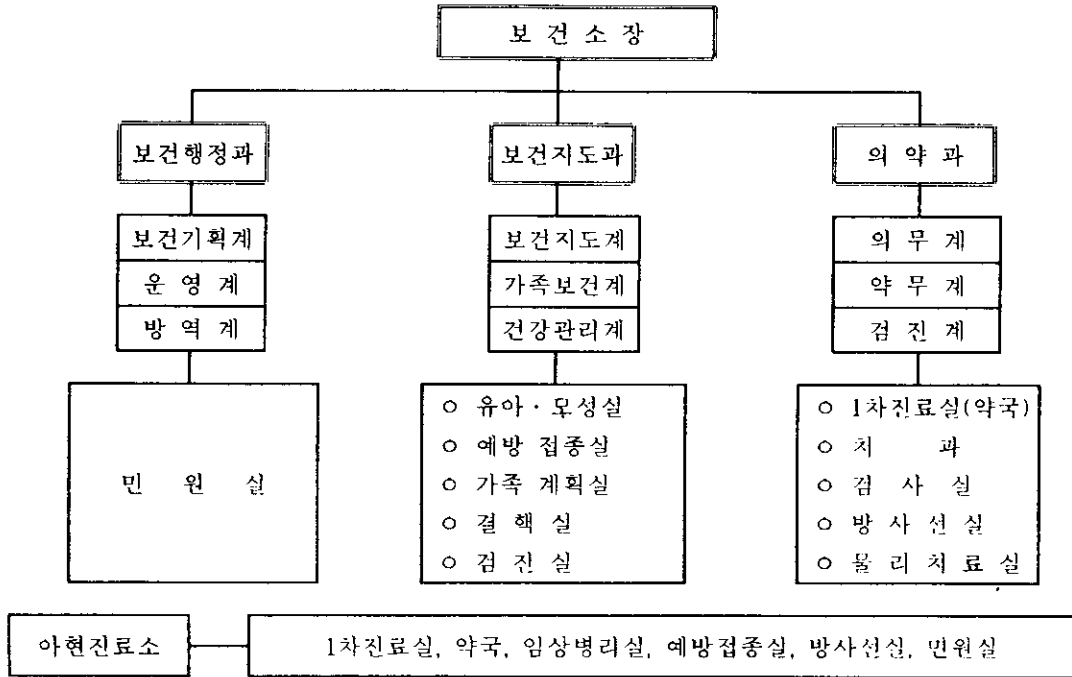 보 건 소 장
보건행정과
보건지도과
의 약 과
보건기획계
운 영 계
방 역 계
보건지도계
가족보건계
건강관리계
의 무 계
약 무 계
검 진 계
민 원 실
○ 유아 · 모성실
○ 예방 접종실
○ 가족 계획실
○ 결 핵 실
○ 검 진 실
○ 1차진료실(약국)
○ 치 과
○ 검 사 실
○ 방 사 선 실
○ 물 리 치 료 실
아현진료소
1차진료실, 약국, 임상병리실, 예방접종실, 방사선실, 민원실